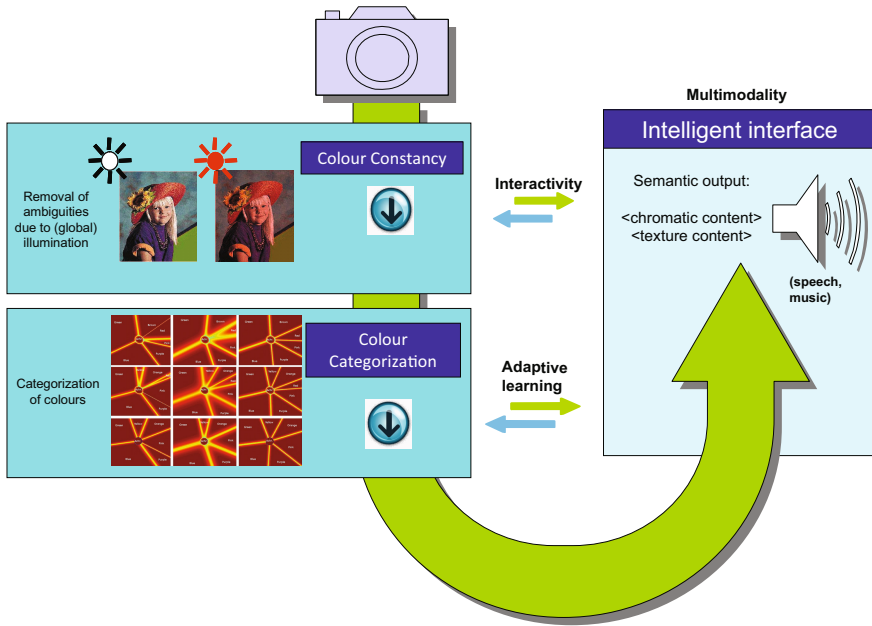 Multimodality
Intelligent interface
Colour Constancy
Removal of
ambiguities
due to (global)
illumination
Interactivity
Semantic output:
<chromatic content>
<texture content>
(speech,
music)
Colour
Categorization
Categorization
of colours
Adaptive
learning